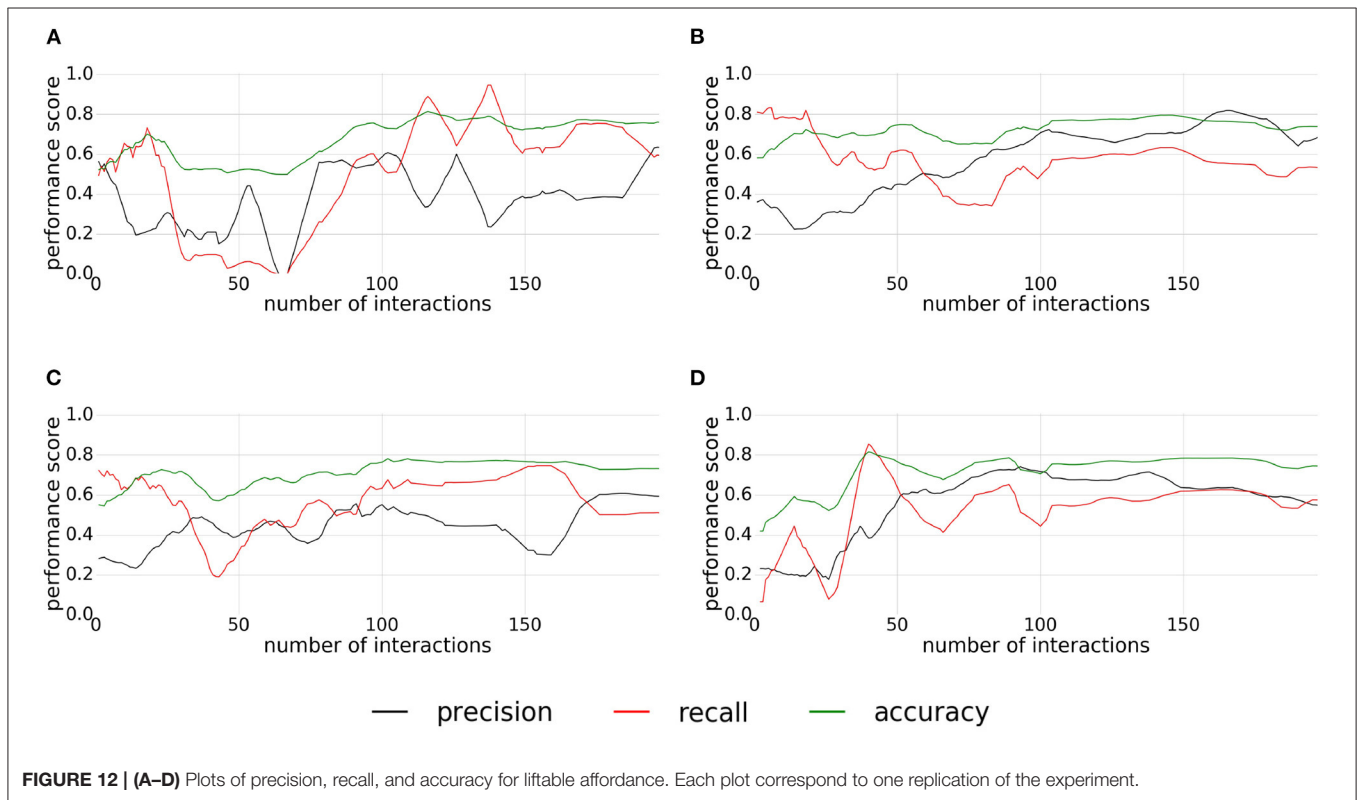 A
performance score
1.0
0.8
0.6
0.4
0.2
0.0
0
50
100
150
number of interactions
B
performance score
1.0
0.8
0.6
0.4
0.2
0.0
0
50
100
150
number of interactions
C
performance score
1.0
0.8
0.6
0.4
0.2
0.0
0
50
100
150
number of interactions
D
performance score
1.0
0.8
0.6
0.4
0.2
0.0
0
50
100
150
number of interactions
precision recall accuracy
FIGURE 12 | (A–D) Plots of precision, recall, and accuracy for liftable affordance. Each plot correspond to one replication of the experiment.